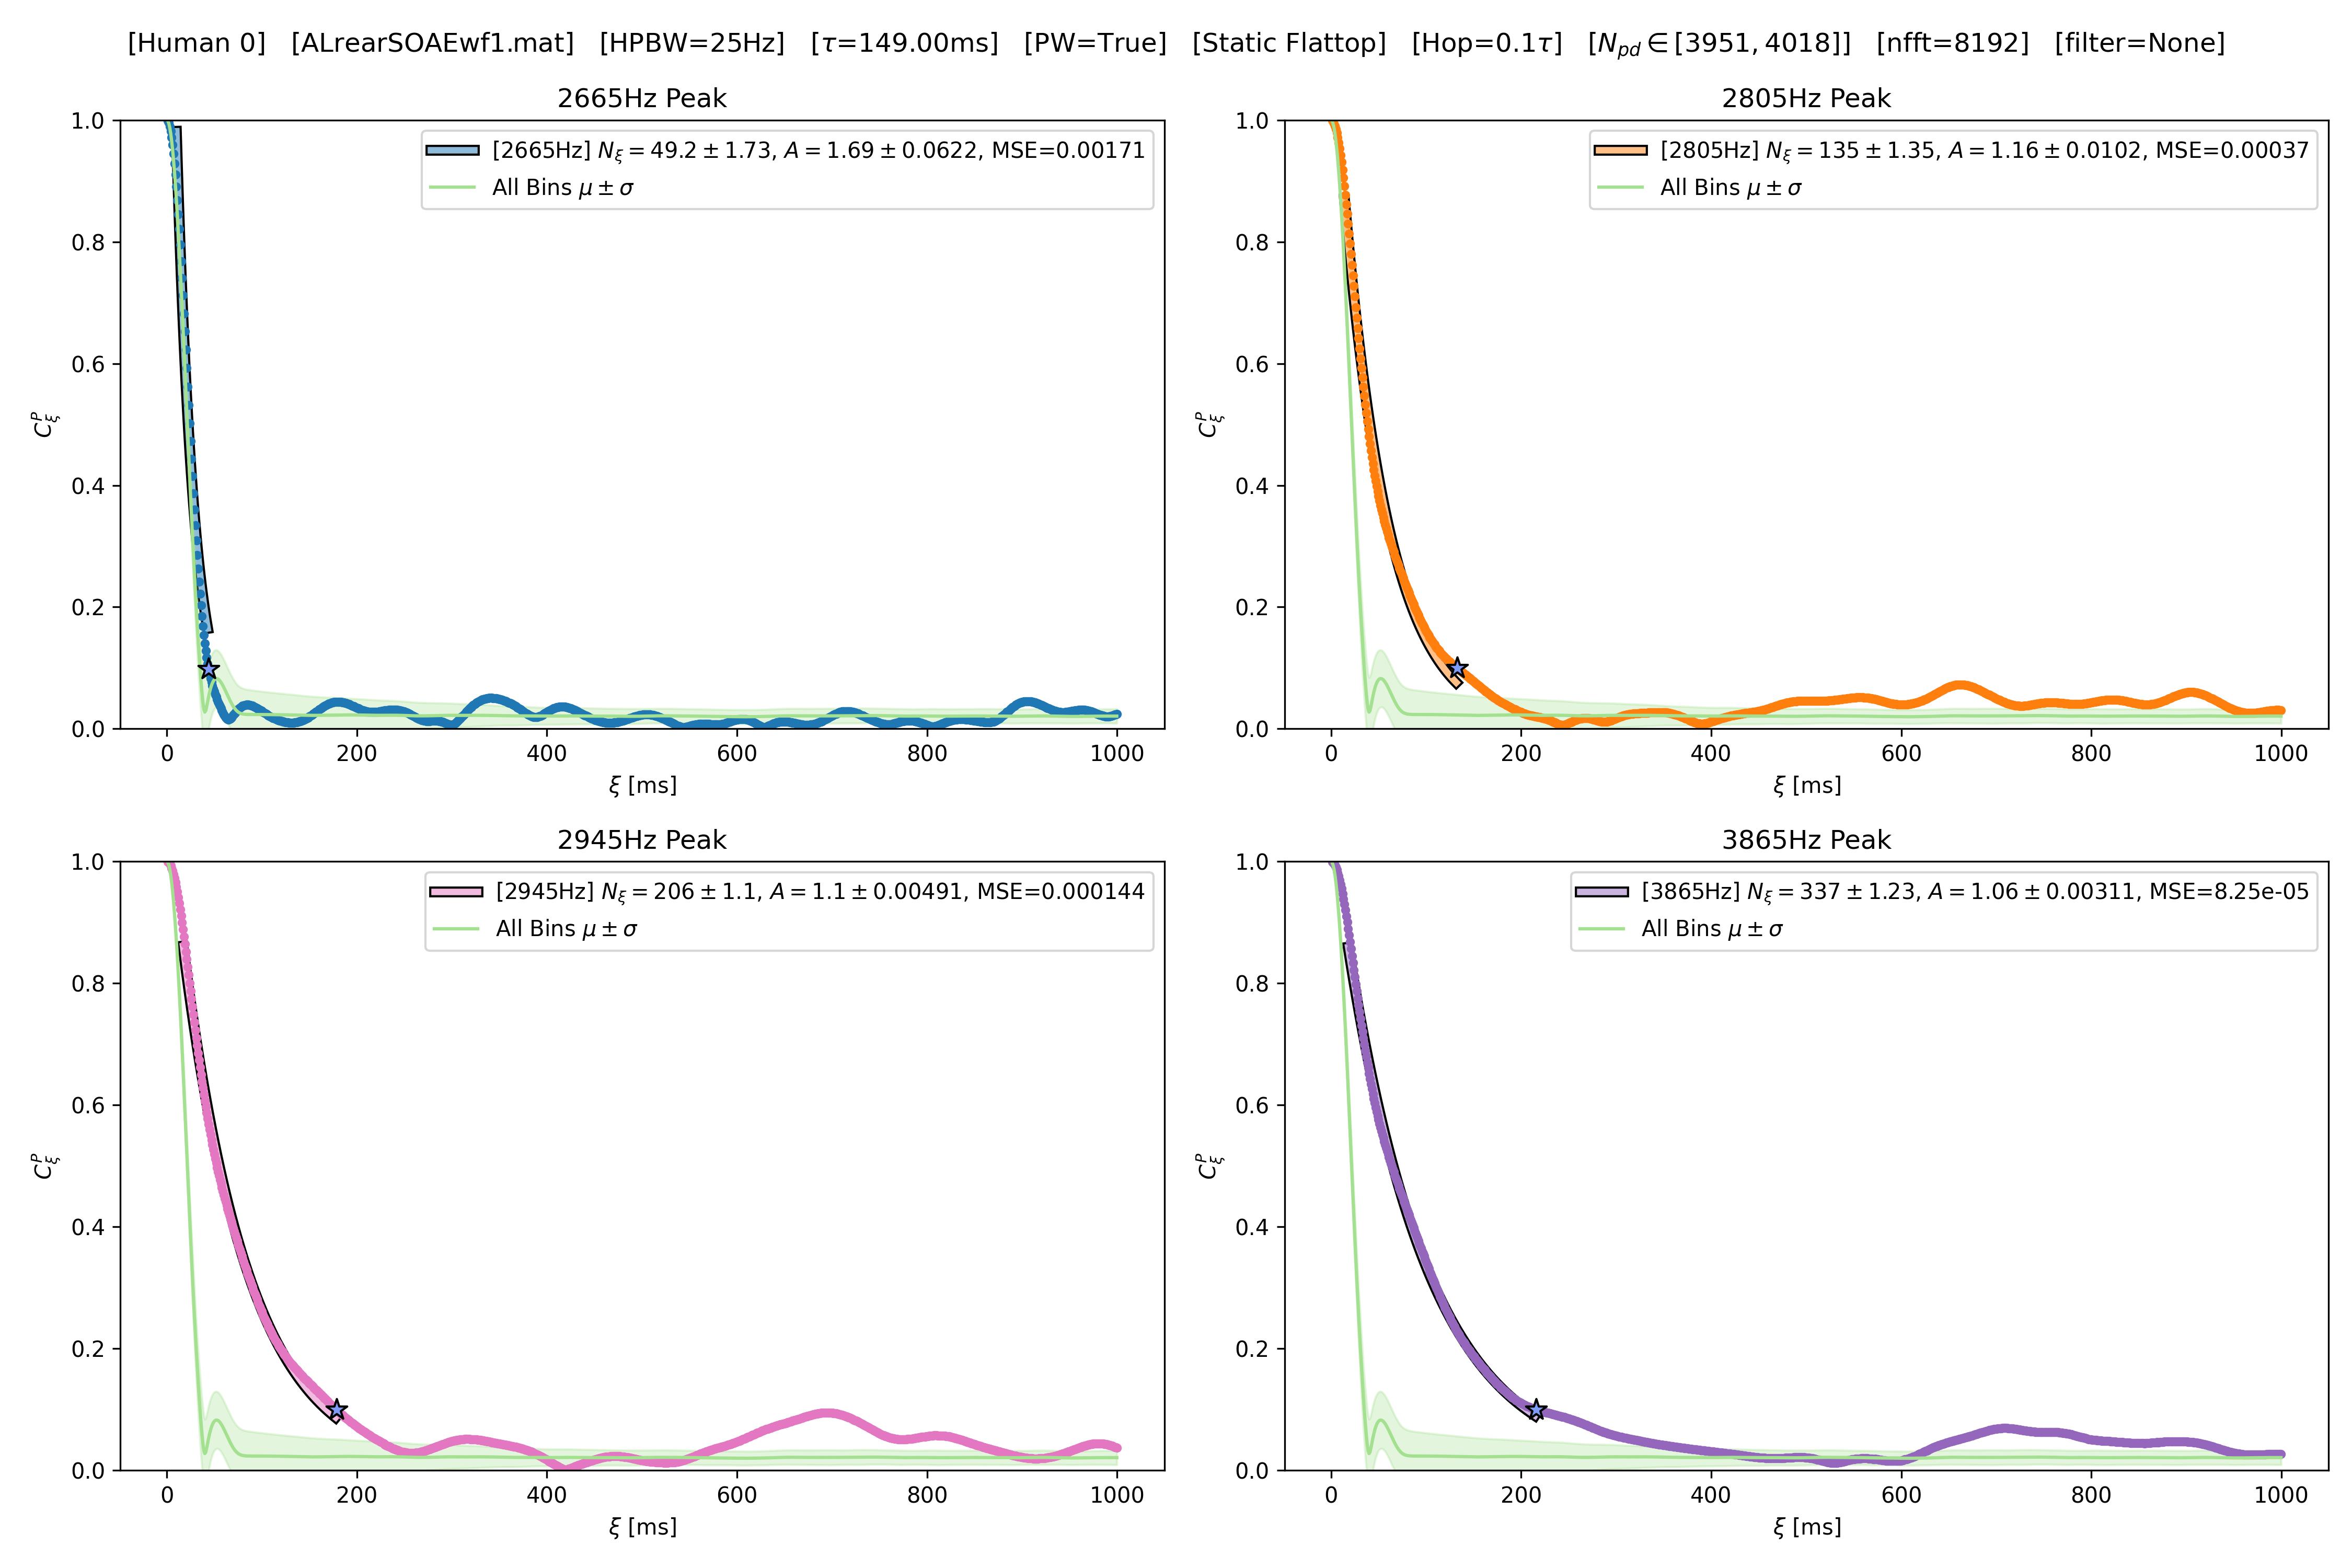 [Human 0] [ALrearSOAEwf1.mat] [HPBW=25Hz] [τ=149.00ms] [PW=True] [Static Flattop] [Hop=0.1τ] [N_pd ∈ [3951, 4018]] [nfft=8192] [filter=None]
2665Hz Peak
1.0
0.8
0.6
0.4
0.2
0.0
C_ξ^P
[2665Hz] N_ξ = 49.2 ± 1.73, A = 1.69 ± 0.0622, MSE=0.00171
All Bins μ ± σ
0 200 400 600 800 1000
ξ [ms]
2805Hz Peak
1.0
0.8
0.6
0.4
0.2
0.0
C_ξ^P
[2805Hz] N_ξ = 135 ± 1.35, A = 1.16 ± 0.0102, MSE=0.00037
All Bins μ ± σ
0 200 400 600 800 1000
ξ [ms]
2945Hz Peak
1.0
0.8
0.6
0.4
0.2
0.0
C_ξ^P
[2945Hz] N_ξ = 206 ± 1.1, A = 1.1 ± 0.00491, MSE=0.000144
All Bins μ ± σ
0 200 400 600 800 1000
ξ [ms]
3865Hz Peak
1.0
0.8
0.6
0.4
0.2
0.0
C_ξ^P
[3865Hz] N_ξ = 337 ± 1.23, A = 1.06 ± 0.00311, MSE=8.25e-05
All Bins μ ± σ
0 200 400 600 800 1000
ξ [ms]